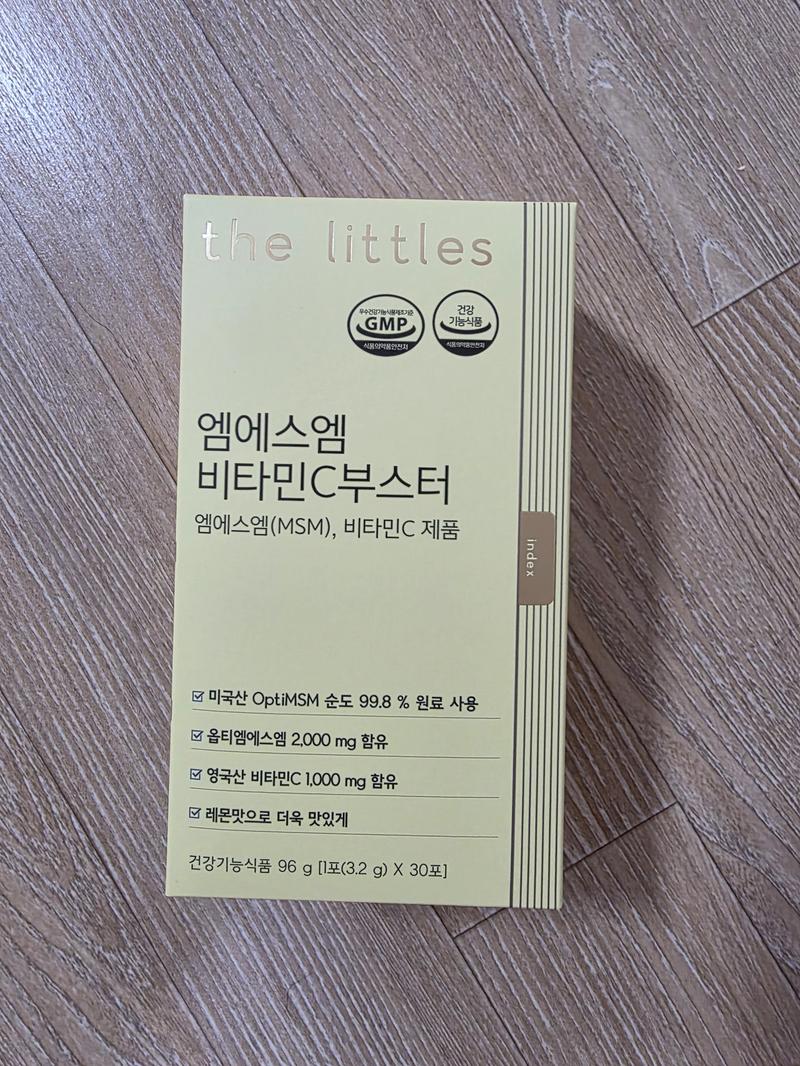 the littles
우수건강기능식품제조기준
GMP
식품의약품안전처
건강
기능식품
식품의약품안전처
엠에스엠
비타민C부스터
엠에스엠(MSM), 비타민C 제품
index
미국산 OptiMSM 순도 99.8 % 원료 사용
옵티엠에스엠 2,000 mg 함유
영국산 비타민C 1,000 mg 함유
레몬맛으로 더욱 맛있게
건강기능식품 96 g [1포(3.2 g) X 30포]